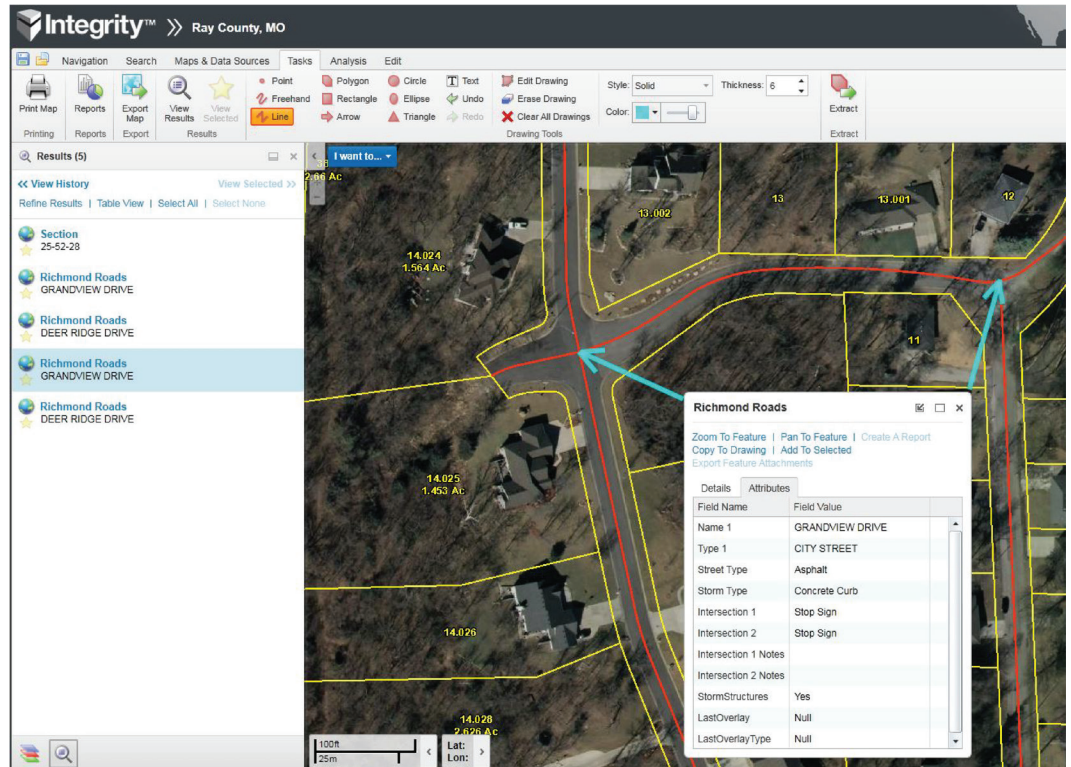 Integrity™ >> Ray County, MO
Navigation Search Maps & Data Sources Tasks Analysis Edit
Print Map
Printing
Reports
Reports
Export Map
Export
View Results
View Selected
Results
Point
Freehand
Line
Polygon
Rectangle
Arrow
Circle
Ellipse
Triangle
Text
Undo
Redo
Edit Drawing
Erase Drawing
Clear All Drawings
Drawing Tools
Style: Solid
Color:
Thickness: 6
Extract
Extract
Results (5)
<< View History View Selected >>
Refine Results | Table View | Select All | Select None
Section
25-52-28
Richmond Roads
GRANDVIEW DRIVE
Richmond Roads
DEER RIDGE DRIVE
Richmond Roads
GRANDVIEW DRIVE
Richmond Roads
DEER RIDGE DRIVE
I want to...
2.66 Ac
13.002
13
13.001
12
14.024
1.564 Ac
11
14.025
1.453 Ac
14.026
14.028
2.626 Ac
100ft
25m
Lat:
Lon:
Richmond Roads
Zoom To Feature | Pan To Feature | Create A Report
Copy To Drawing | Add To Selected
Export Feature Attachments
Details Attributes
Field Name Field Value
Name 1 GRANDVIEW DRIVE
Type 1 CITY STREET
Street Type Asphalt
Storm Type Concrete Curb
Intersection 1 Stop Sign
Intersection 2 Stop Sign
Intersection 1 Notes
Intersection 2 Notes
StormStructures Yes
LastOverlay Null
LastOverlayType Null